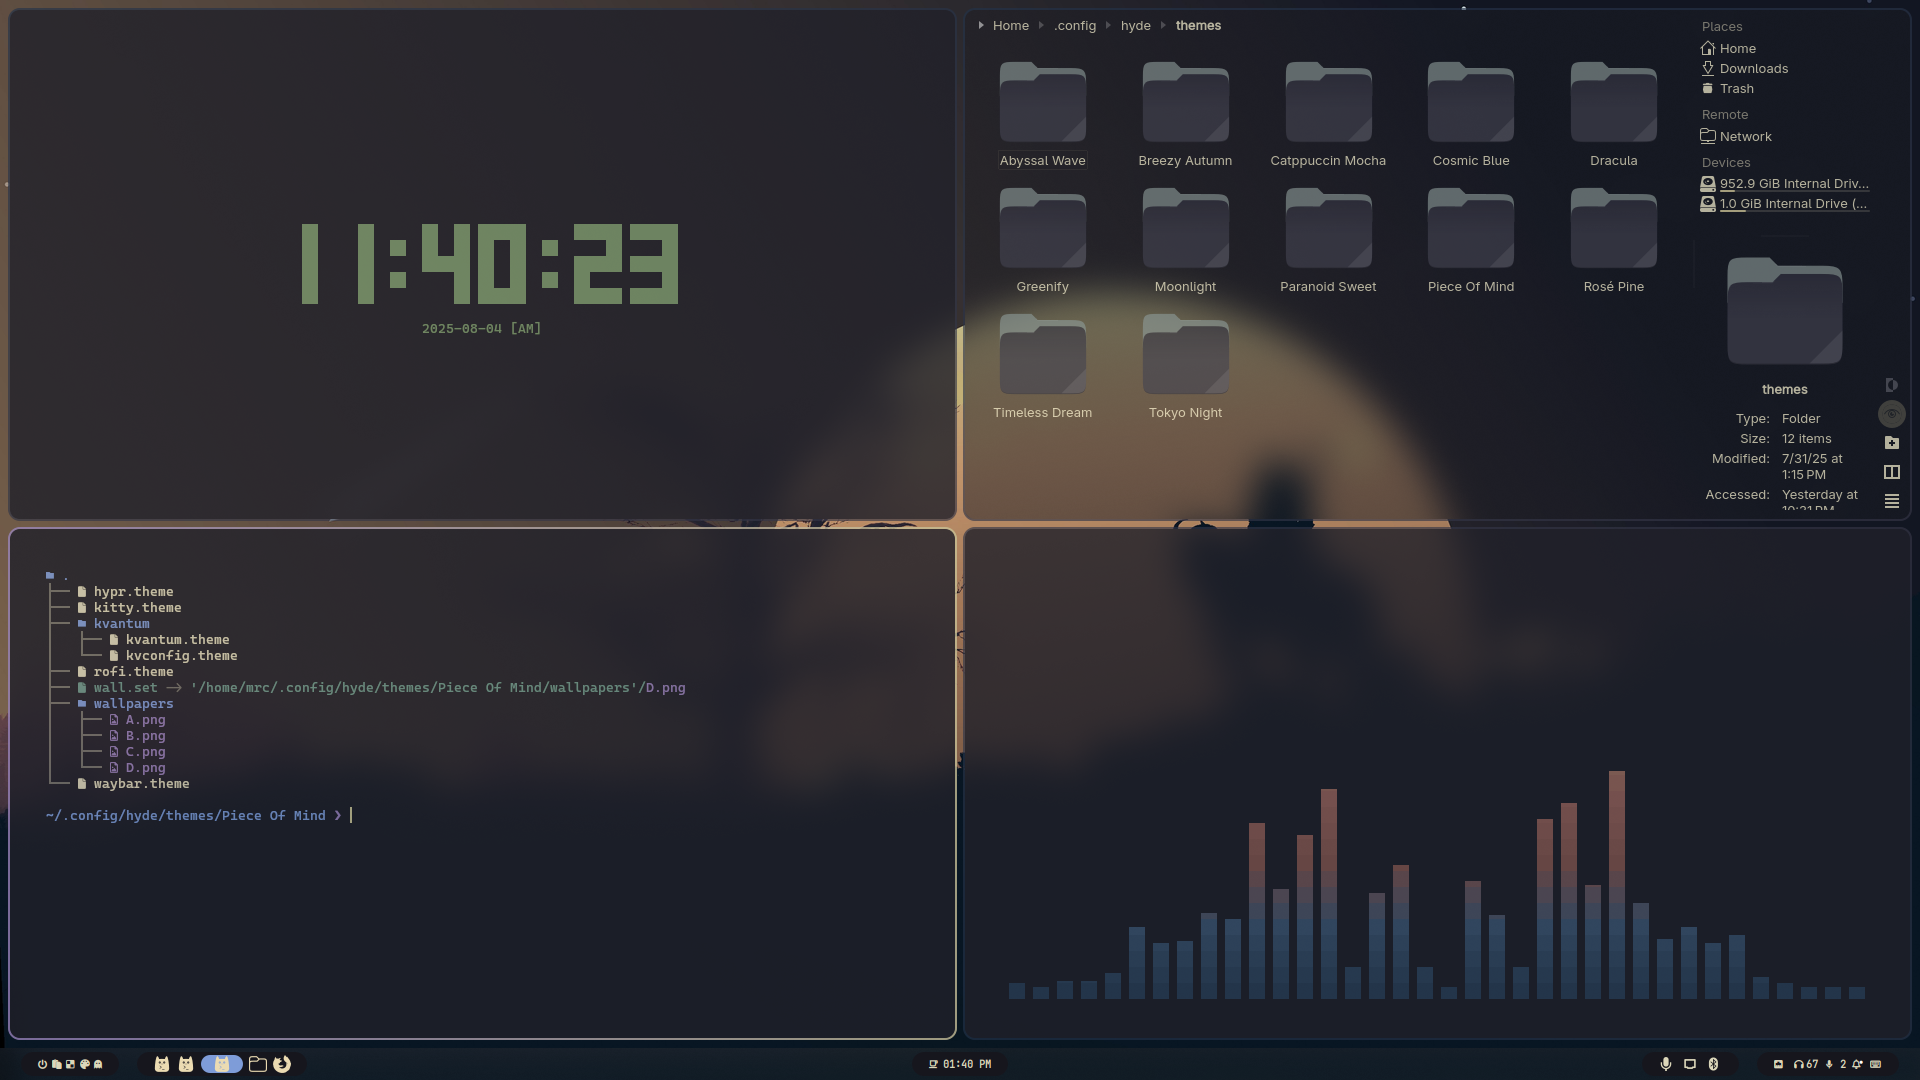 11:40:23
2025-08-04 [AM]
Home .config hyde themes
Abyssal Wave Breezy Autumn Catppuccin Mocha Cosmic Blue Dracula
Greenify Moonlight Paranoid Sweet Piece Of Mind Rosé Pine
Timeless Dream Tokyo Night
Places
Home
Downloads
Trash
Remote
Network
Devices
952.9 GiB Internal Driv...
1.0 GiB Internal Drive (...
themes
Type: Folder
Size: 12 items
Modified: 7/31/25 at
1:15 PM
Accessed: Yesterday at
10:31 PM
.
hypr.theme
kitty.theme
kvantum
kvantum.theme
kvconfig.theme
rofi.theme
wall.set -> '/home/mrc/.config/hyde/themes/Piece Of Mind/wallpapers'/D.png
wallpapers
A.png
B.png
C.png
D.png
waybar.theme
~/.config/hyde/themes/Piece Of Mind ❯
01:40 PM
67 2